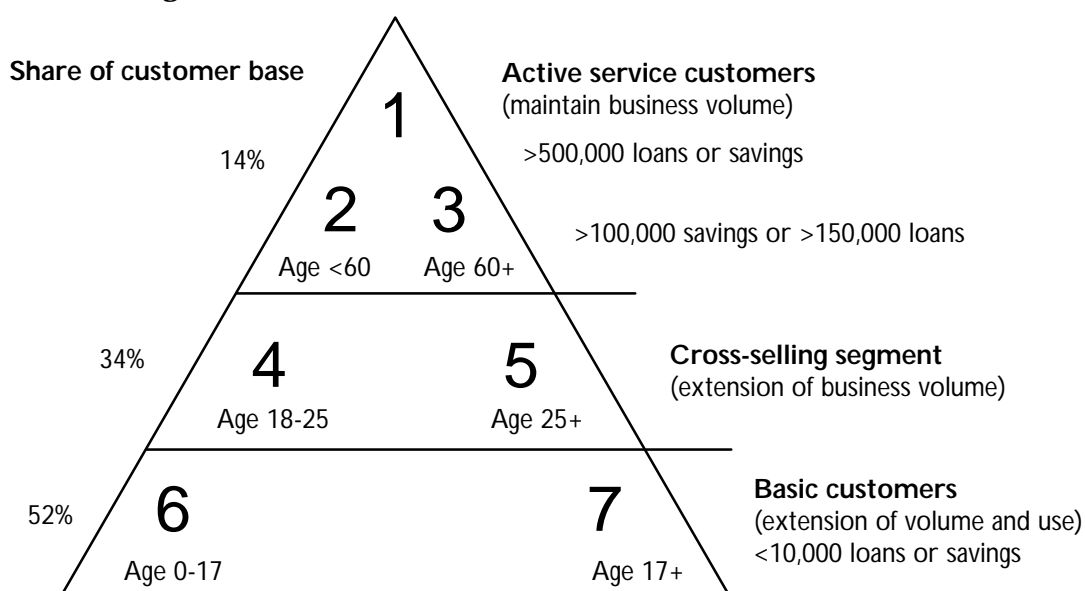 Share of customer base
Active service customers
(maintain business volume)
1
14%
>500,000 loans or savings
2
3
>100,000 savings or >150,000 loans
Age <60
Age 60+
34%
4
5
Cross-selling segment
(extension of business volume)
Age 18-25
Age 25+
52%
6
7
Basic customers
(extension of volume and use)
<10,000 loans or savings
Age 0-17
Age 17+